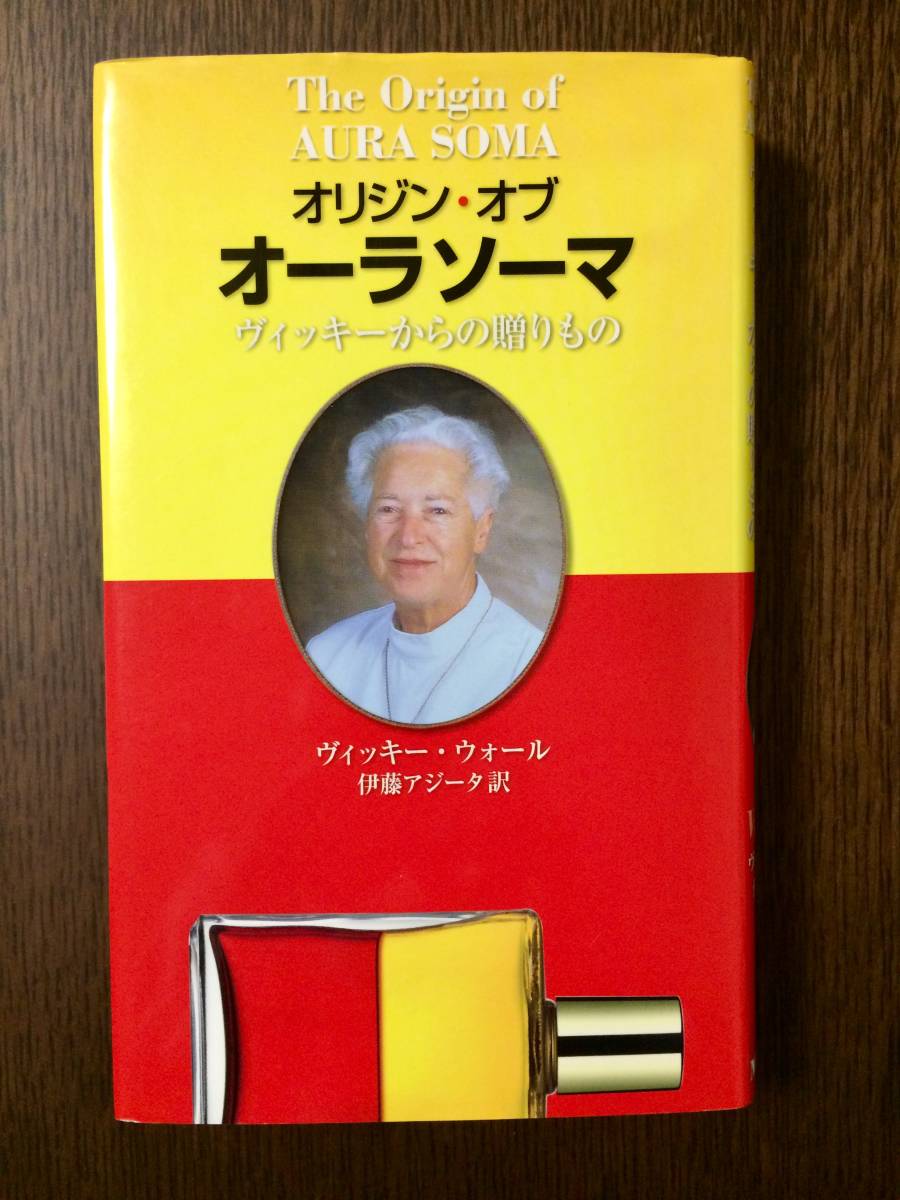 The Origin of
AURA SOMA
オリジン・オブ
オーラソーマ
ヴィッキーからの贈りもの
ヴィッキー・ウォール
伊藤アジータ訳